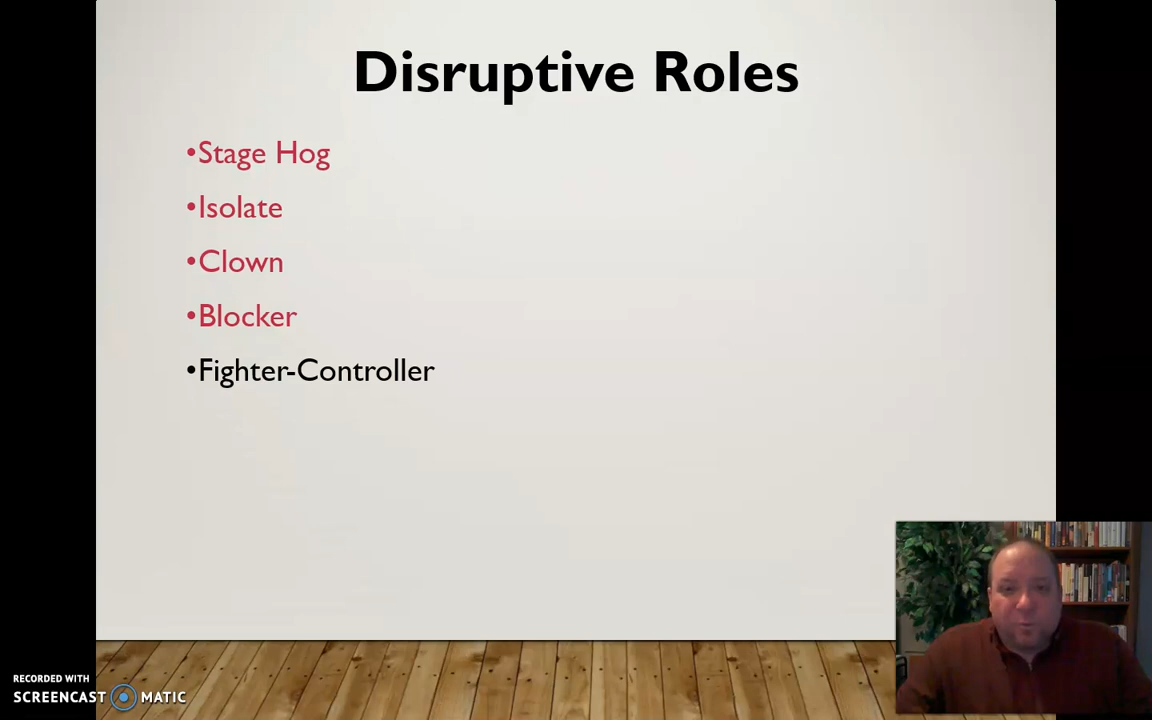 Disruptive Roles
•Stage Hog
•Isolate
•Clown
•Blocker
•Fighter-Controller
RECORDED WITH
SCREENCAST MATIC